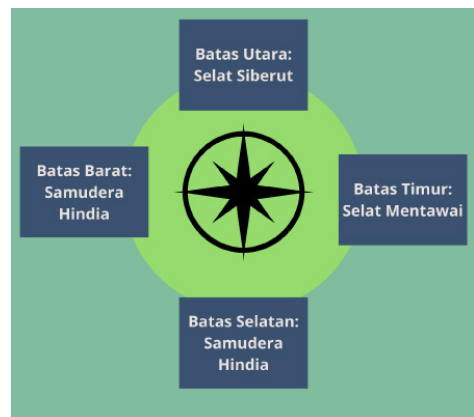 Batas Utara:
Selat Siberut
Batas Barat:
Samudera
Hindia
Batas Timur:
Selat Mentawai
Batas Selatan:
Samudera
Hindia